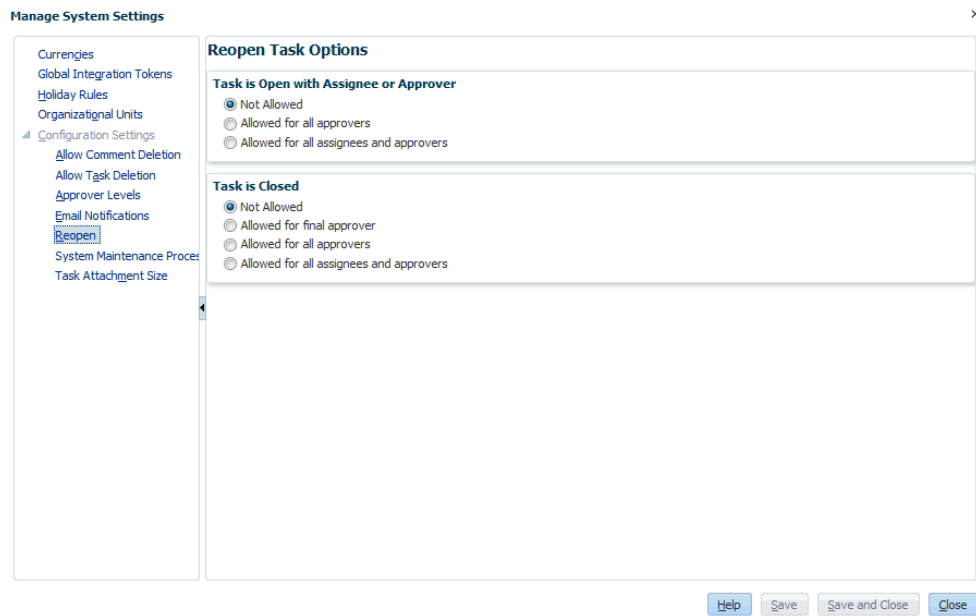 Manage System Settings
Currencies
Global Integration Tokens
Holiday Rules
Organizational Units
Configuration Settings
Allow Comment Deletion
Allow Task Deletion
Approver Levels
Email Notifications
Reopen
System Maintenance Proces
Task Attachment Size
Reopen Task Options
Task is Open with Assignee or Approver
Not Allowed
Allowed for all approvers
Allowed for all assignees and approvers
Task is Closed
Not Allowed
Allowed for final approver
Allowed for all approvers
Allowed for all assignees and approvers
Help Save Save and Close Close